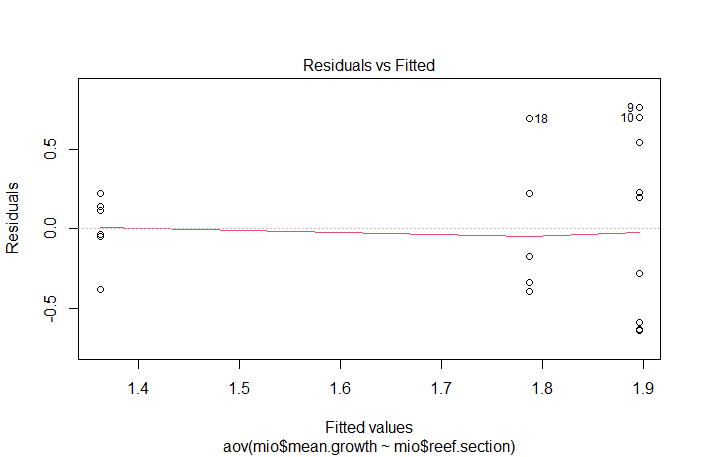 Residuals vs Fitted
Residuals
0.5
0.0
-0.5
9
10
18
1.4 1.5 1.6 1.7 1.8 1.9
Fitted values
aov(mio$mean.growth ~ mio$reef.section)